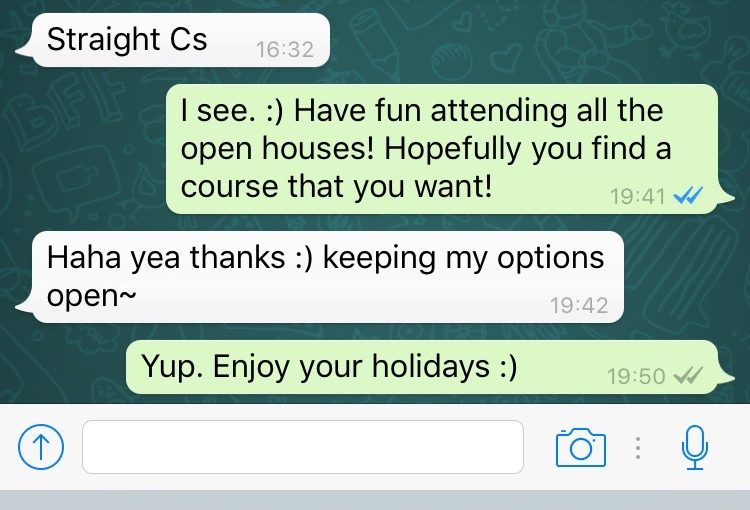 Straight Cs
16:32
I see. :) Have fun attending all the
open houses! Hopefully you find a
course that you want!
19:41
Haha yea thanks :) keeping my options
open~
19:42
Yup. Enjoy your holidays :)
19:50
BFF